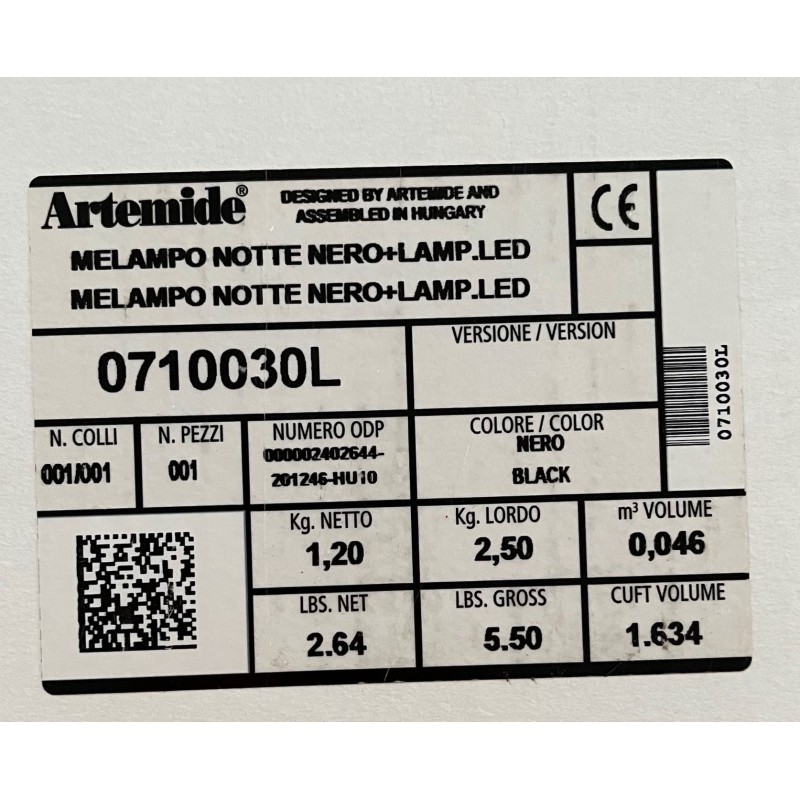 Artemide®
DESIGNED BY ARTEMIDE AND
ASSEMBLED IN HUNGARY
CE
MELAMPO NOTTE NERO+LAMP.LED
MELAMPO NOTTE NERO+LAMP.LED
0710030L
VERSIONE / VERSION
0710030L
N. COLLI
001/001
N. PEZZI
001
NUMERO ODP
000002402644-
201246-HU10
COLORE / COLOR
NERO
BLACK
Kg. NETTO
1,20
Kg. LORDO
2,50
m³ VOLUME
0,046
LBS. NET
2.64
LBS. GROSS
5.50
CUFT VOLUME
1.634